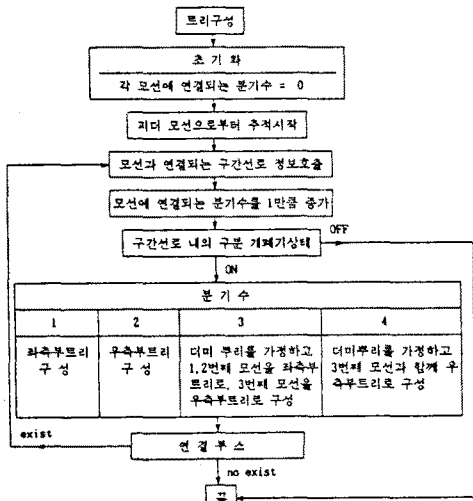 트리구성
초 기 화
각 모선에 연결되는 분기수 = 0
피더 모선으로부터 추적시작
모선과 연결되는 구간선로 정보호출
모선에 연결되는 분기수를 1만큼 증가
구간선로 내의 구분 개폐기상태
OFF
ON
분 기 수
1
2
3
4
좌측부트리
구 성
우측부트리
구 성
더미 뿌리를 가정하고
1,2번째 모선을 좌측부
트리로, 3번째 모선을
우측부트리로 구성
더미뿌리를 가정하고
3번째 모선과 함께 우
측부트리로 구성
exist
연 결 부 스
no exist
끝